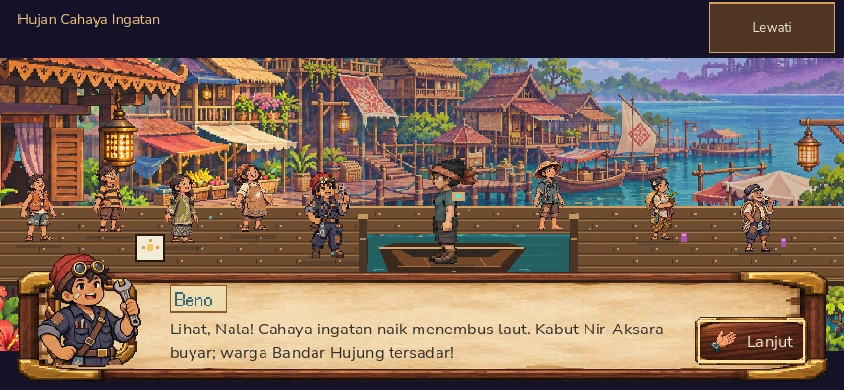 Hujan Cahaya Ingatan
Lewati
Beno
Lihat, Nala! Cahaya ingatan naik menembus laut. Kabut Nir-Aksara
buyar; warga Bandar Hujung tersadar!
Lanjut